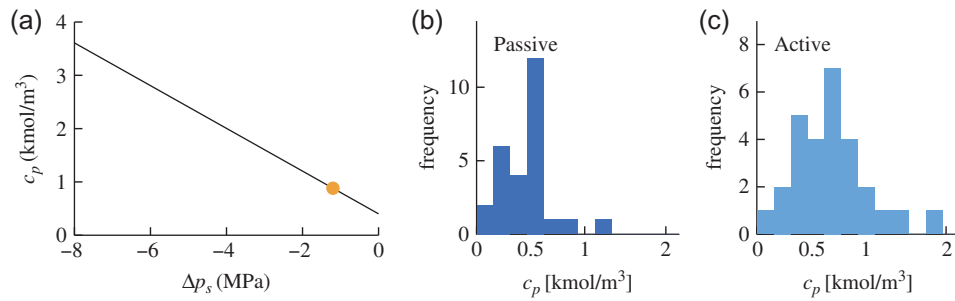 (a)
4
3
2
1
0
c_p (kmol/m³)
−8
−6
−4
−2
0
Δp_s (MPa)
(b)
Passive
10
5
0
frequency
0
0.5
1
2
c_p [kmol/m³]
(c)
Active
8
6
4
2
0
frequency
0
0.5
1
2
c_p [kmol/m³]